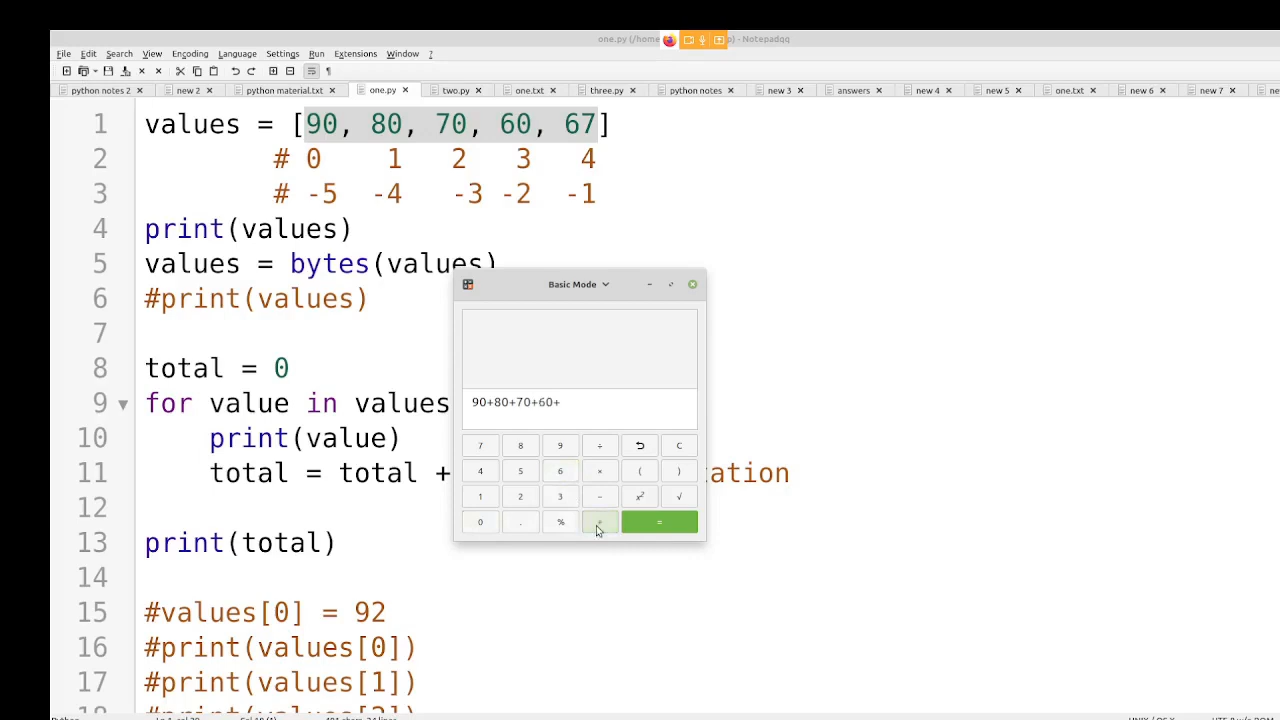 one.py (/home p) - Notepadqq
File Edit Search View Encoding Language Settings Run Extensions Window ?
python notes 2 new 2 python material.txt one.py two.py one.txt three.py python notes new 3 answers new 4 new 5 one.txt new 6 new 7
1 values = [90, 80, 70, 60, 67]
2 # 0 1 2 3 4
3 # -5 -4 -3 -2 -1
4 print(values)
5 values = bytes(values)
6 #print(values)
7
8 total = 0
9 for value in values
10 print(value)
11 total = total + ation
12
13 print(total)
14
15 #values[0] = 92
16 #print(values[0])
17 #print(values[1])
Basic Mode
90+80+70+60+
7 8 9 ÷ C
4 5 6 × ( )
1 2 3 − x² √
0 . % + =